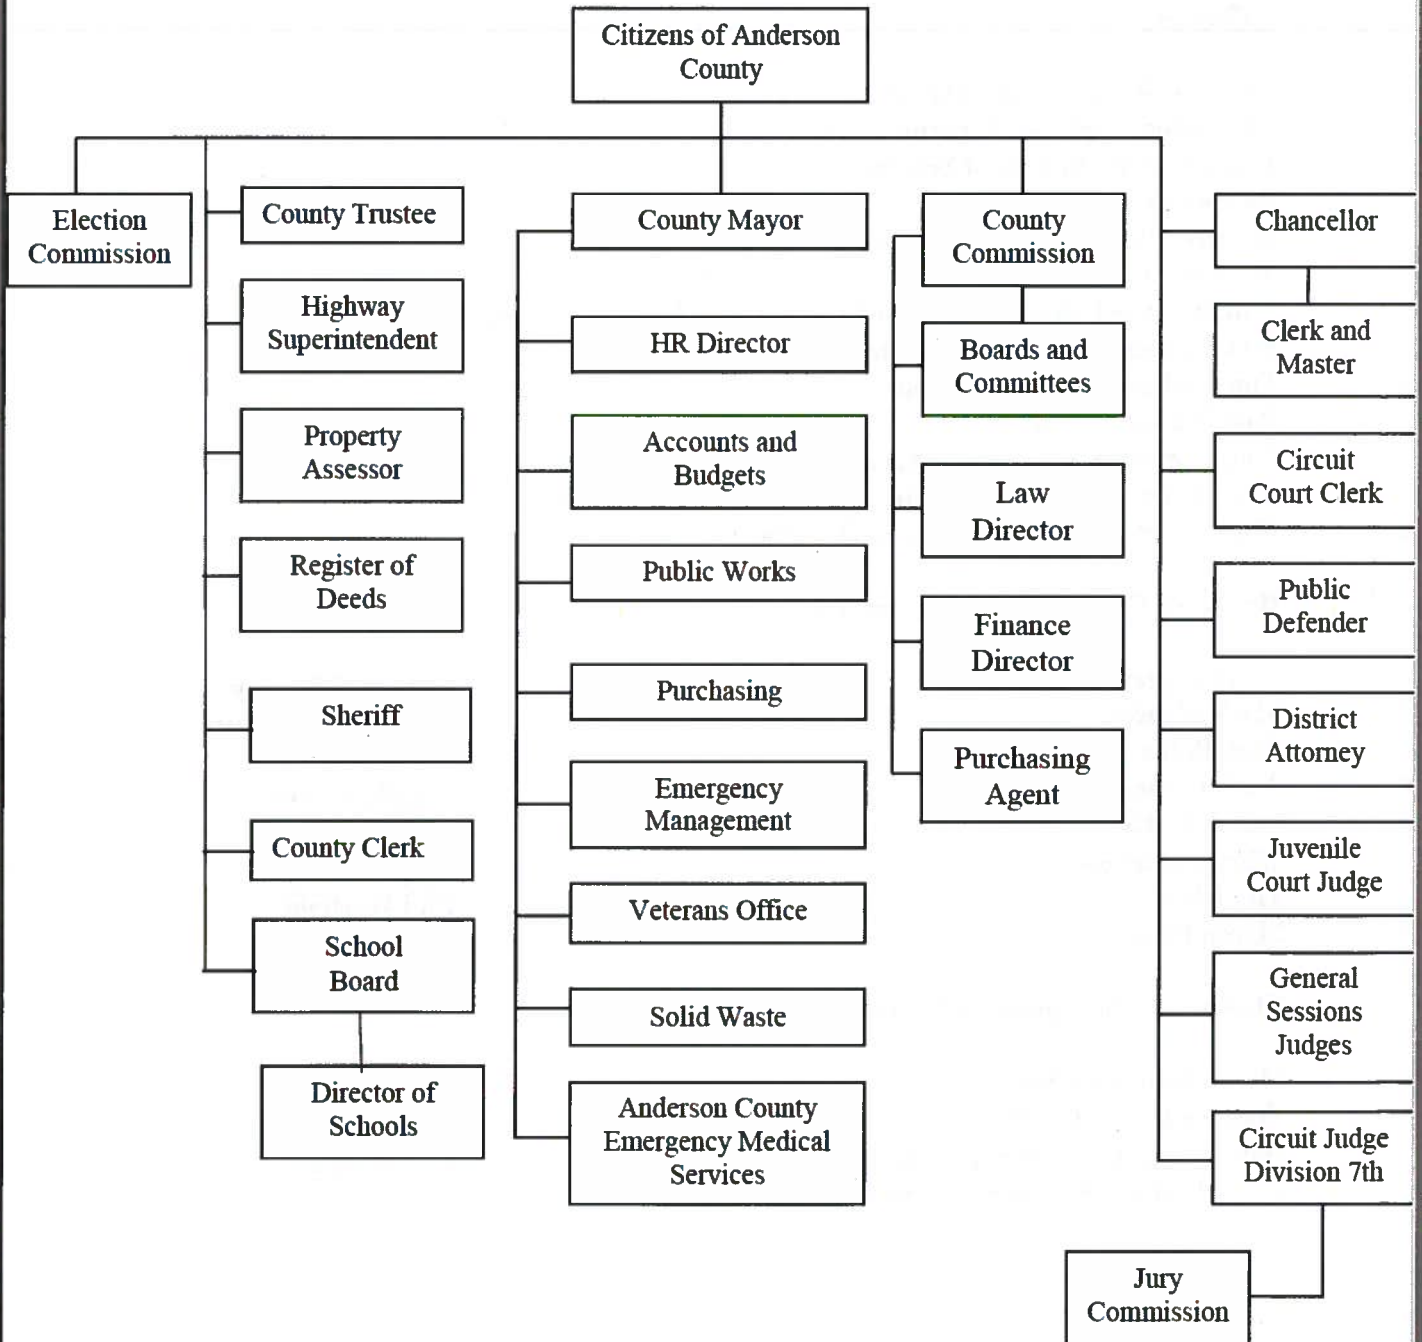 Citizens of Anderson
County
Election
Commission
County Trustee
Highway
Superintendent
Property
Assessor
Register of
Deeds
Sheriff
County Clerk
School
Board
Director of
Schools
County Mayor
HR Director
Accounts and
Budgets
Public Works
Purchasing
Emergency
Management
Veterans Office
Solid Waste
Anderson County
Emergency Medical
Services
County
Commission
Boards and
Committees
Law
Director
Finance
Director
Purchasing
Agent
Chancellor
Clerk and
Master
Circuit
Court Clerk
Public
Defender
District
Attorney
Juvenile
Court Judge
General
Sessions
Judges
Circuit Judge
Division 7th
Jury
Commission